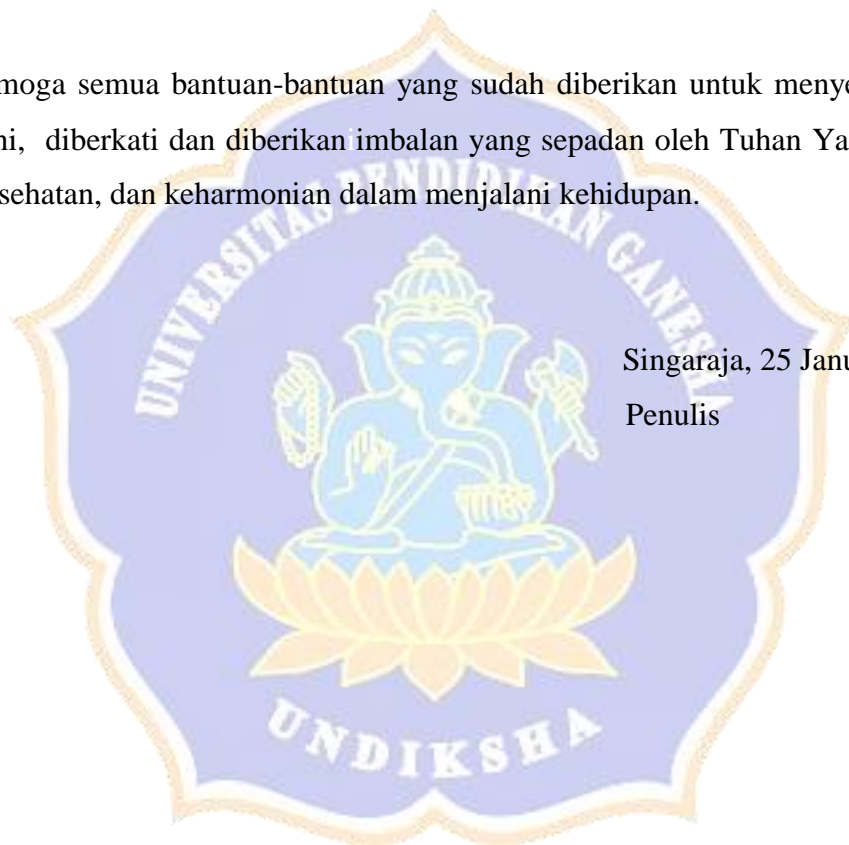 moga semua bantuan-bantuan yang sudah diberikan untuk menye
ni, diberkati dan diberikan imbalan yang sepadan oleh Tuhan Ya
sehatan, dan keharmonian dalam menjalani kehidupan.
UNIVERSITAS PENDIDIKAN GANESHA
Singaraja, 25 Janu
Penulis
UNDIKSHA